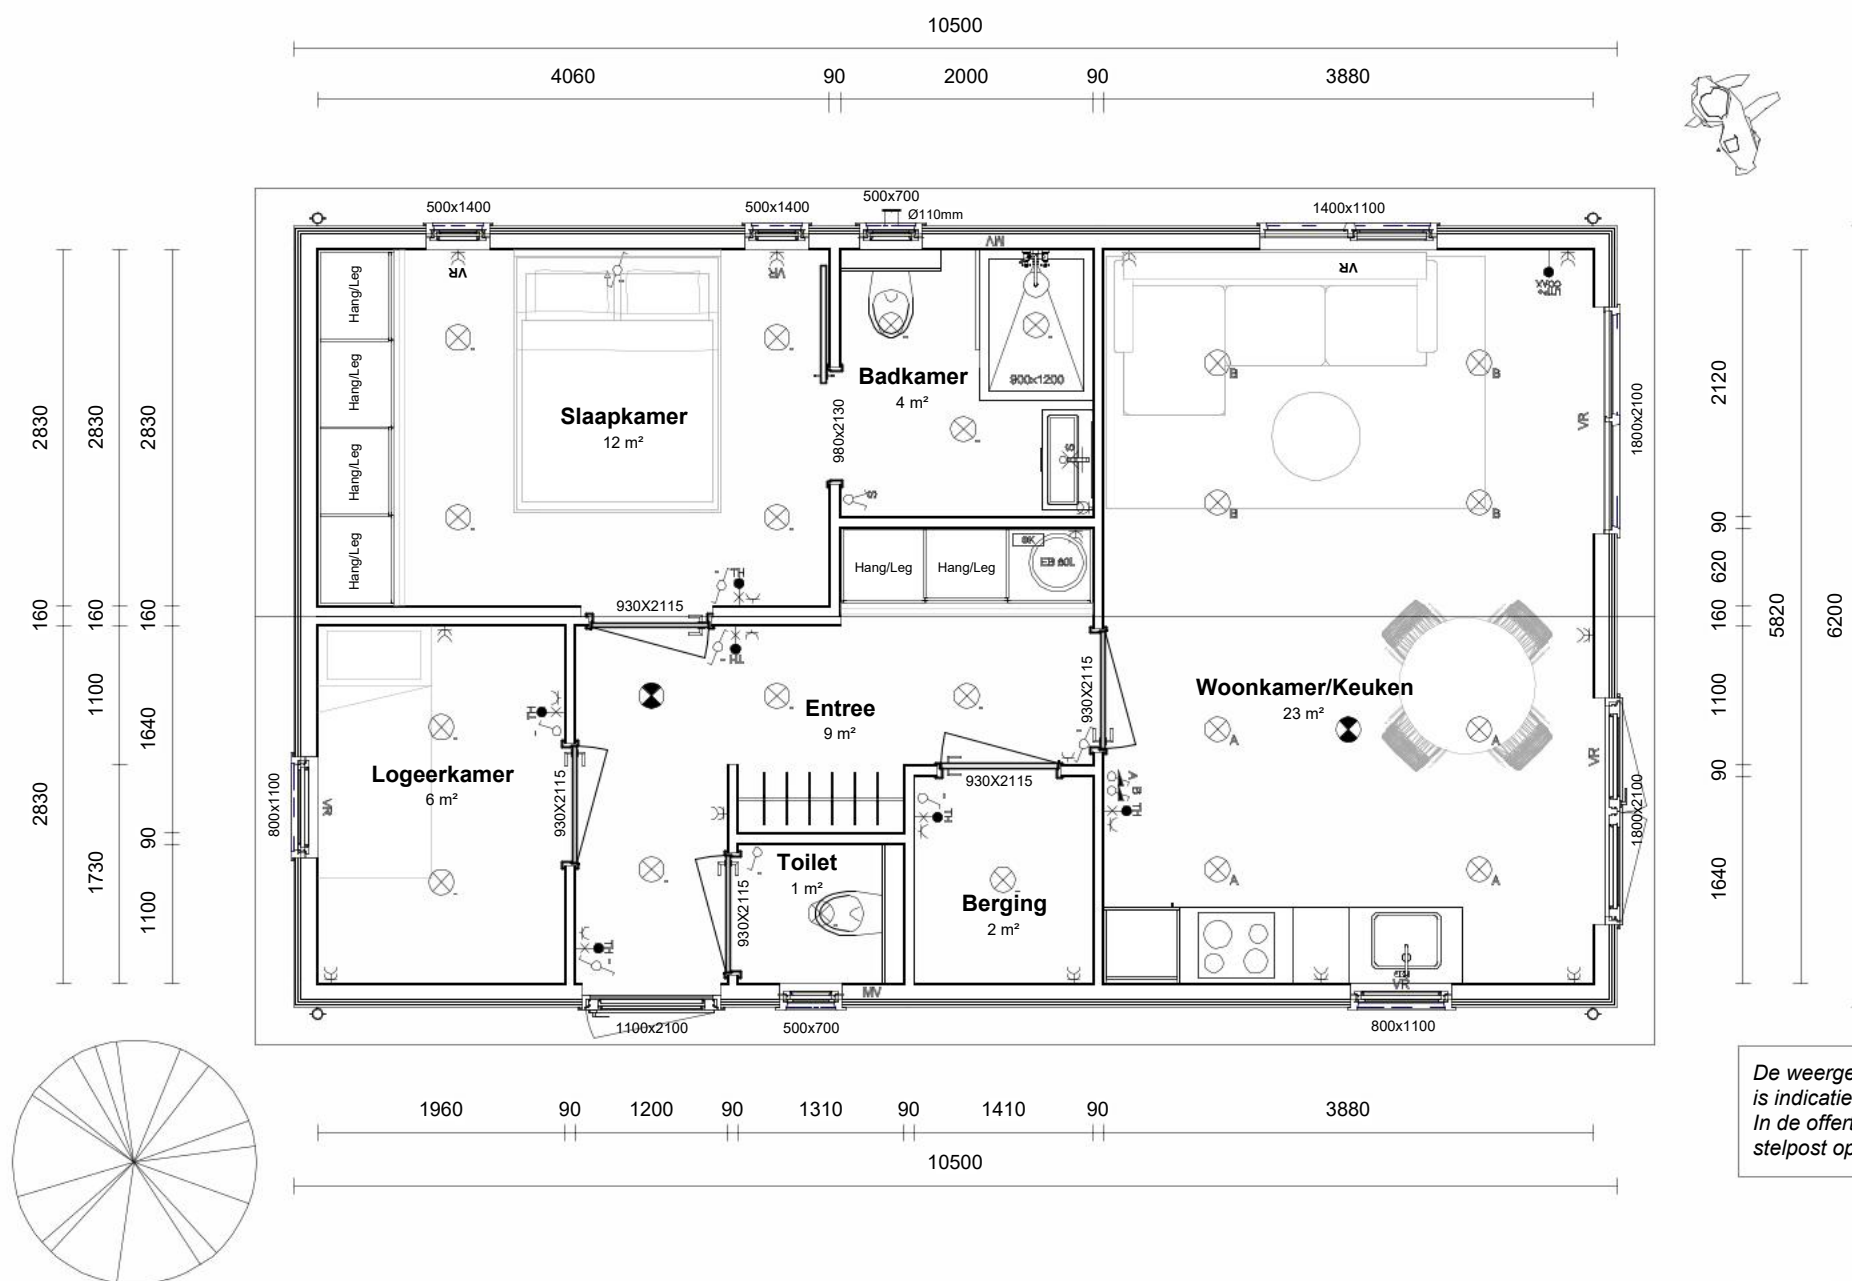 10500
4060 90 2000 90 3880
500x1400
500x1400
500x700
Ø110mm
1400x1100
MV
VR
VR
VR
UTPe
COAX
Hang/Leg
Hang/Leg
Hang/Leg
Hang/Leg
Slaapkamer
12 m²
Badkamer
4 m²
900x1200
980x2130
S
S
VR
1800x2100
2830
2830
2830
2120
Hang/Leg
Hang/Leg
EB 80L
90
620
160
160
160
160
5820
6200
930X2115
TH
TH
TH
930X2115
Entree
9 m²
Woonkamer/Keuken
23 m²
B
B
B
B
A
A
A
A
VR
1100
1640
1100
90
1640
Logeerkamer
6 m²
800x1100
VR
930X2115
930X2115
A B
TH
TH
1800x2100
2830
1730
90
1100
Toilet
1 m²
930X2115
Berging
2 m²
TH
MV
VR
1100x2100
500x700
800x1100
1960 90 1200 90 1310 90 1410 90 3880
10500
De weerge
is indicatie
In de offert
stelpost op